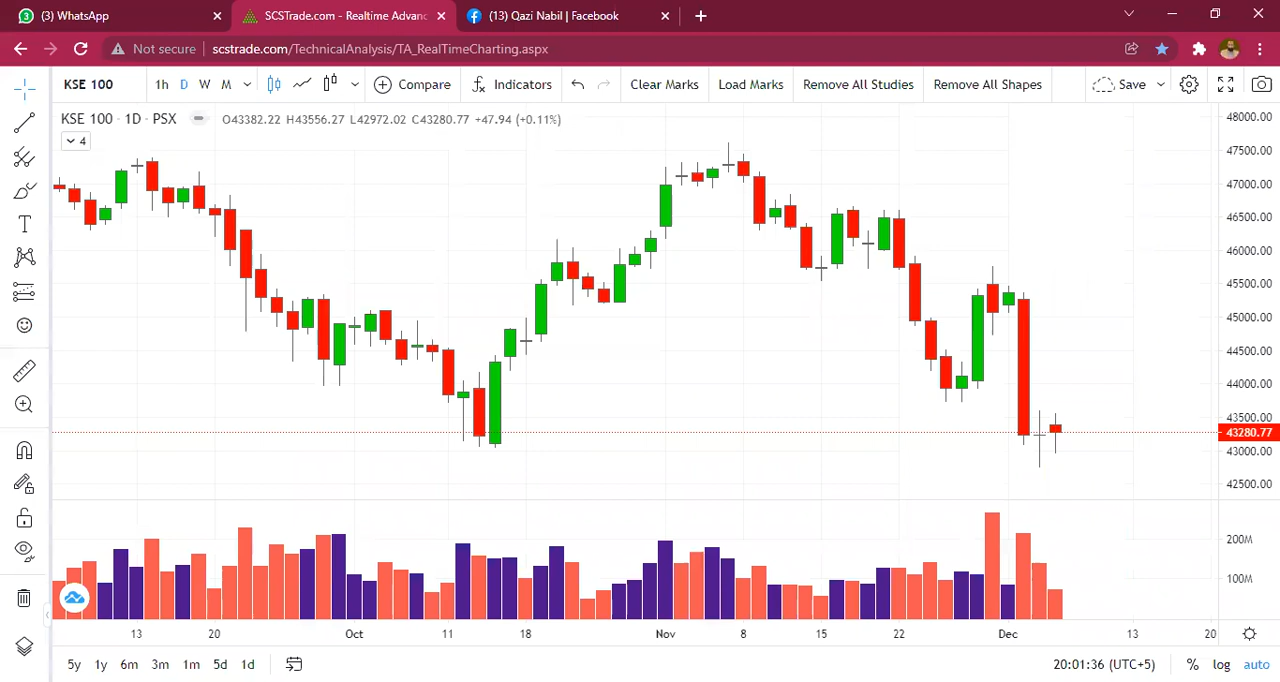 (3) WhatsApp
SCSTrade.com - Realtime Advanc
(13) Qazi Nabil | Facebook
Not secure
scstrade.com/TechnicalAnalysis/TA_RealTimeCharting.aspx
KSE 100 1h D W M Compare Indicators Clear Marks Load Marks Remove All Studies Remove All Shapes Save
KSE 100 · 1D · PSX O43382.22 H43556.27 L42972.02 C43280.77 +47.94 (+0.11%)
4
48000.00
47500.00
47000.00
46500.00
46000.00
45500.00
45000.00
44500.00
44000.00
43500.00
43280.77
43000.00
42500.00
200M
100M
13 20 Oct 11 18 Nov 8 15 22 Dec 13 20
5y 1y 6m 3m 1m 5d 1d 20:01:36 (UTC+5) % log auto